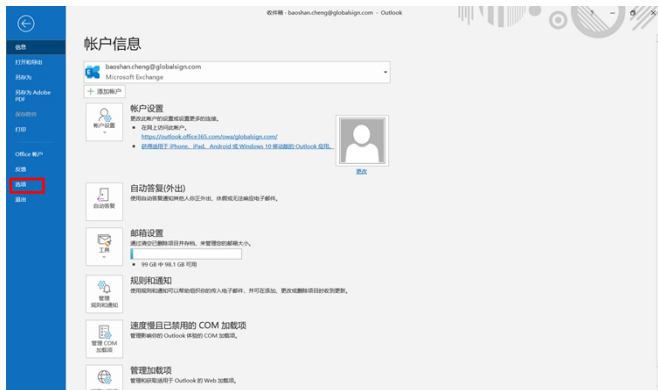 收件箱 - baoshan.cheng@globalsign.com - Outlook
?
帐户信息
信息
打开和导出
另存为
另存为 Adobe
PDF
保存附件
打印
Office 帐户
反馈
选项
退出
baoshan.cheng@globalsign.com
Microsoft Exchange
添加帐户
帐户设置
帐户设置
更改此帐户的设置或设置更多的连接。
在网上访问此帐户。
https://outlook.office365.com/owa/globalsign.com/
获得适用于 iPhone、iPad、Android 或 Windows 10 移动版的 Outlook 应用。
更改
自动答复
自动答复(外出)
使用自动答复通知其他人你正外出、休假或无法响应电子邮件。
工具
邮箱设置
通过清空已删除项目并存档，来管理您的邮箱大小。
99 GB 中 98.1 GB 可用
管理
规则和通知
规则和通知
使用规则和通知可以帮助组织你的传入电子邮件，并可在添加、更改或删除项目时收到更新。
管理 COM
加载项
速度慢且已禁用的 COM 加载项
管理影响你的 Outlook 体验的 COM 加载项。
管理加载项
管理和获取适用于 Outlook 的 Web 加载项。